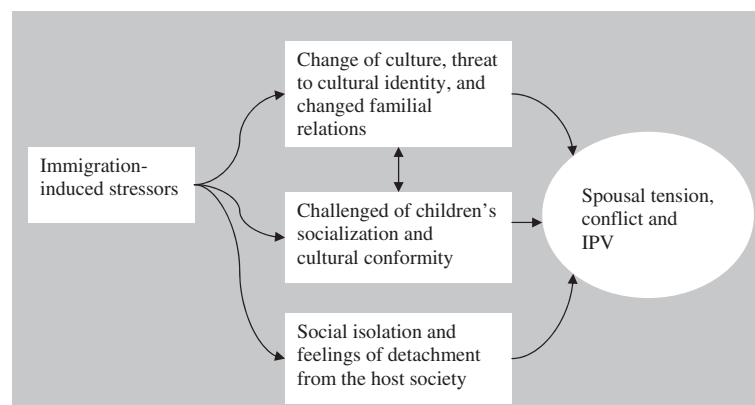 Change of culture, threat
to cultural identity, and
changed familial
relations
Immigration-
induced stressors
Challenged of children's
socialization and
cultural conformity
Spousal tension,
conflict and
IPV
Social isolation and
feelings of detachment
from the host society